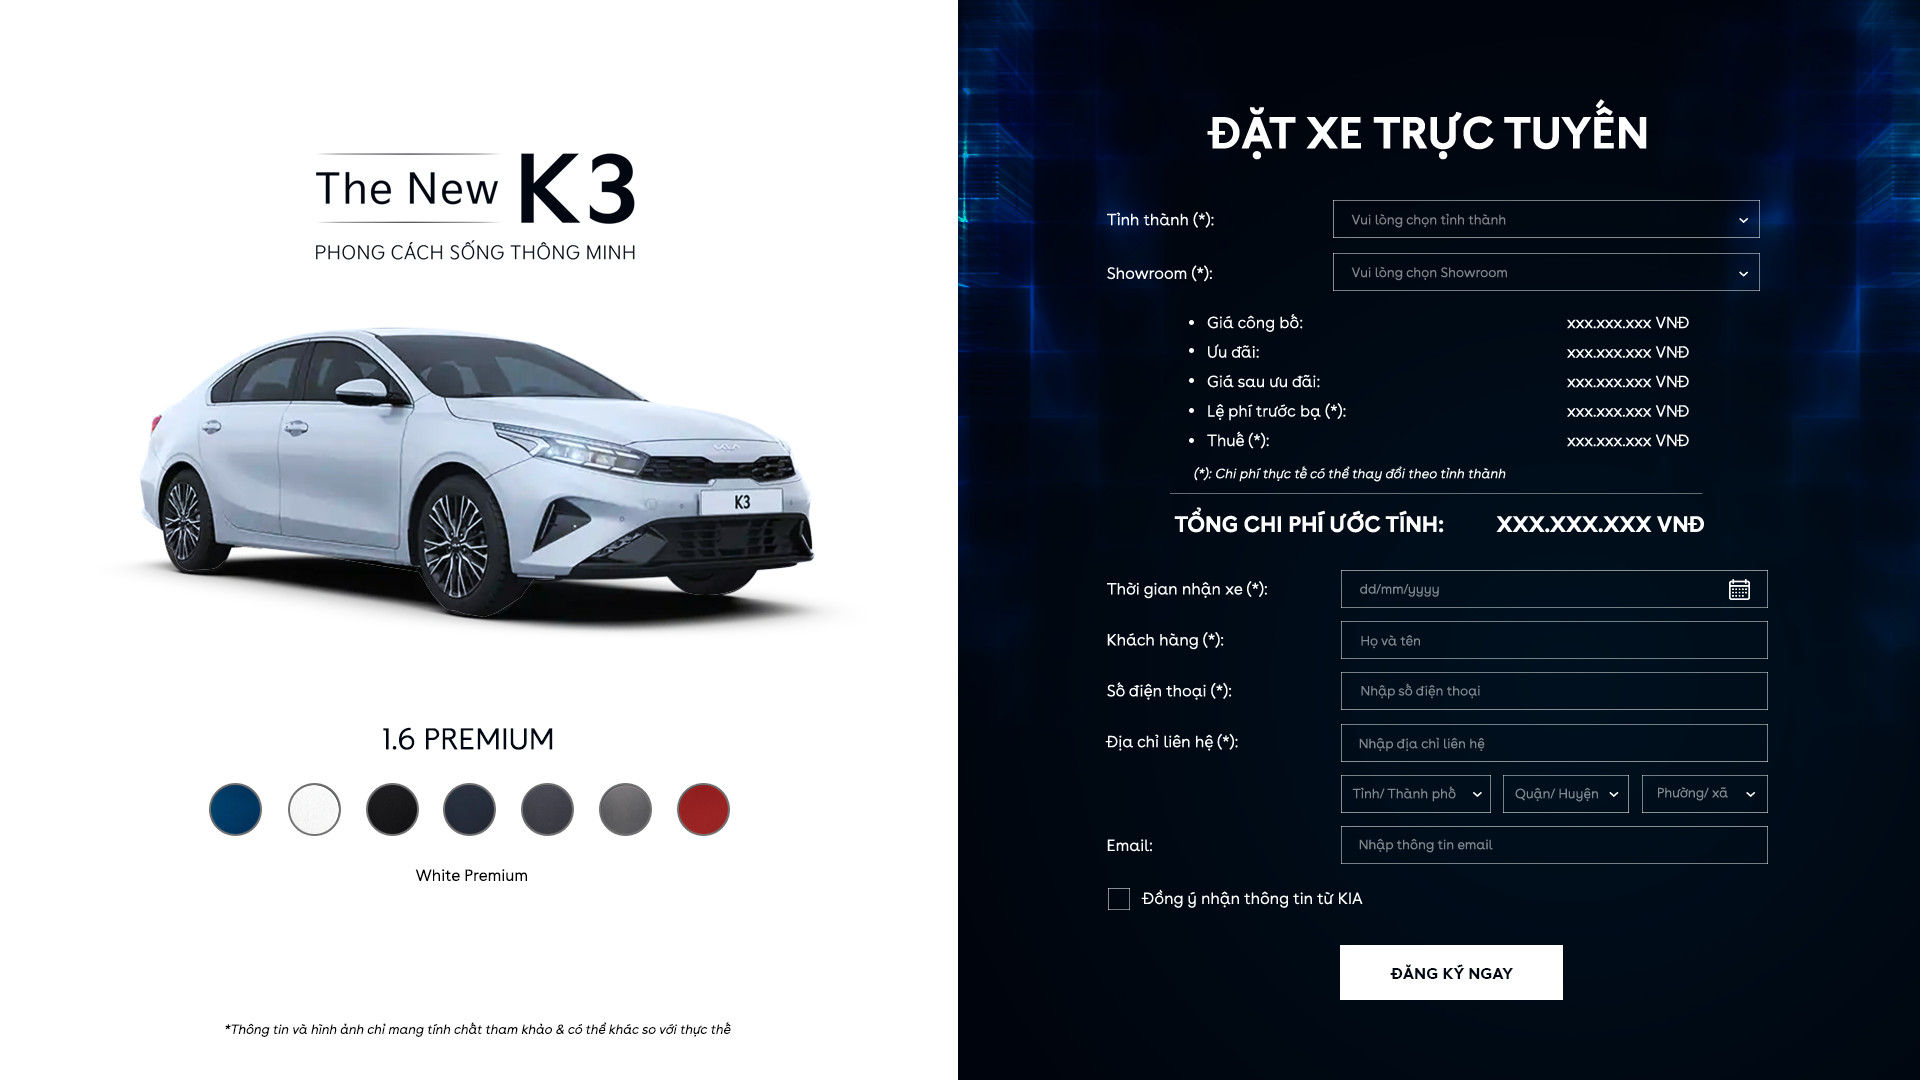 The New K3
PHONG CÁCH SỐNG THÔNG MINH
K3
1.6 PREMIUM
White Premium
*Thông tin và hình ảnh chỉ mang tính chất tham khảo & có thể khác so với thực thế
ĐẶT XE TRỰC TUYẾN
Tỉnh thành (*): Vui lòng chọn tỉnh thành
Showroom (*): Vui lòng chọn Showroom
• Giá công bố: xxx.xxx.xxx VNĐ
• Ưu đãi: xxx.xxx.xxx VNĐ
• Giá sau ưu đãi: xxx.xxx.xxx VNĐ
• Lệ phí trước bạ (*): xxx.xxx.xxx VNĐ
• Thuế (*): xxx.xxx.xxx VNĐ
(*): Chi phí thực tế có thể thay đổi theo tỉnh thành
TỔNG CHI PHÍ ƯỚC TÍNH: XXX.XXX.XXX VNĐ
Thời gian nhận xe (*): dd/mm/yyyy
Khách hàng (*): Họ và tên
Số điện thoại (*): Nhập số điện thoại
Địa chỉ liên hệ (*): Nhập địa chỉ liên hệ
Tỉnh/ Thành phố Quận/ Huyện Phường/ xã
Email: Nhập thông tin email
Đồng ý nhận thông tin từ KIA
ĐĂNG KÝ NGAY